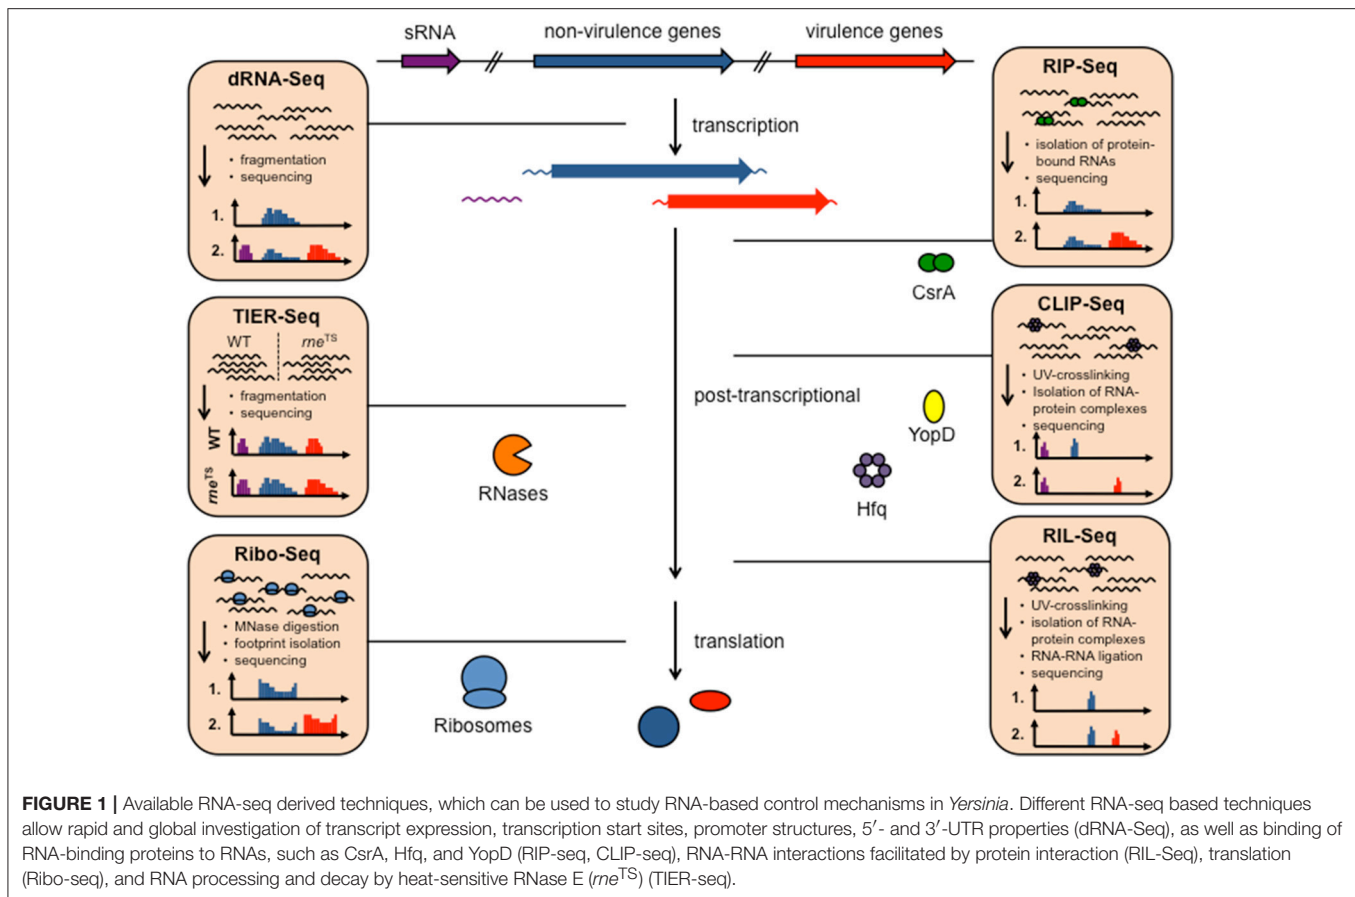 sRNA
non-virulence genes
virulence genes
dRNA-Seq
• fragmentation
• sequencing
1.
2.
TIER-Seq
WT
rneTS
• fragmentation
• sequencing
WT
rneTS
Ribo-Seq
• MNase digestion
• footprint isolation
• sequencing
1.
2.
transcription
post-transcriptional
translation
RNases
Ribosomes
CsrA
YopD
Hfq
RIP-Seq
• isolation of protein-
bound RNAs
• sequencing
1.
2.
CLIP-Seq
• UV-crosslinking
• Isolation of RNA-
protein complexes
• sequencing
1.
2.
RIL-Seq
• UV-crosslinking
• isolation of RNA-
protein complexes
• RNA-RNA ligation
• sequencing
1.
2.
FIGURE 1 | Available RNA-seq derived techniques, which can be used to study RNA-based control mechanisms in Yersinia. Different RNA-seq based techniques
allow rapid and global investigation of transcript expression, transcription start sites, promoter structures, 5′- and 3′-UTR properties (dRNA-Seq), as well as binding of
RNA-binding proteins to RNAs, such as CsrA, Hfq, and YopD (RIP-seq, CLIP-seq), RNA-RNA interactions facilitated by protein interaction (RIL-Seq), translation
(Ribo-seq), and RNA processing and decay by heat-sensitive RNase E (rneTS) (TIER-seq).